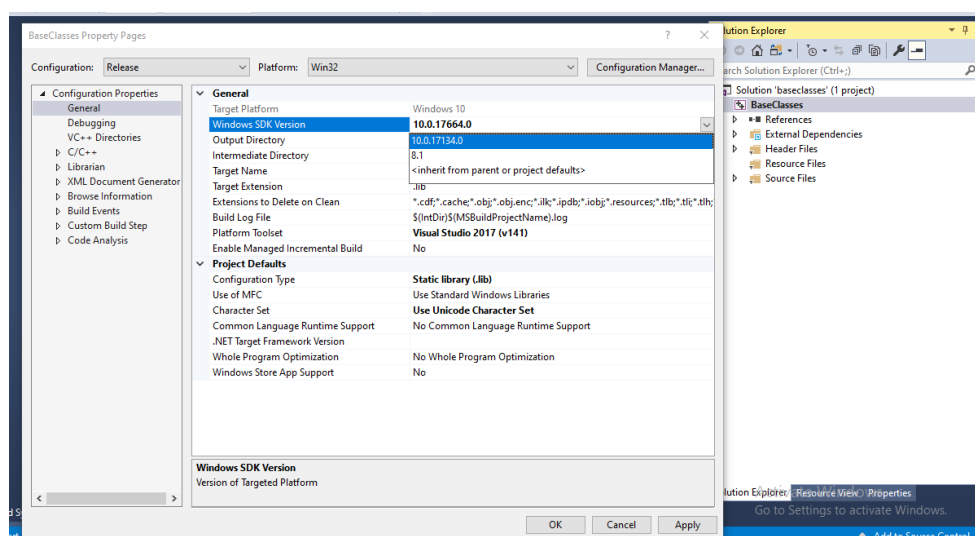 BaseClasses Property Pages
? ×
Configuration: Release
Platform: Win32
Configuration Manager...
Configuration Properties
General
Debugging
VC++ Directories
C/C++
Librarian
XML Document Generator
Browse Information
Build Events
Custom Build Step
Code Analysis
General
Target Platform Windows 10
Windows SDK Version 10.0.17664.0
Output Directory 10.0.17134.0
Intermediate Directory 8.1
Target Name <inherit from parent or project defaults>
Target Extension .lib
Extensions to Delete on Clean *.cdf;*.cache;*.obj;*.obj.enc;*.ilk;*.ipdb;*.iobj;*.resources;*.tlb;*.tli;*.tlh;
Build Log File $(IntDir)$(MSBuildProjectName).log
Platform Toolset Visual Studio 2017 (v141)
Enable Managed Incremental Build No
Project Defaults
Configuration Type Static library (.lib)
Use of MFC Use Standard Windows Libraries
Character Set Use Unicode Character Set
Common Language Runtime Support No Common Language Runtime Support
.NET Target Framework Version
Whole Program Optimization No Whole Program Optimization
Windows Store App Support No
Windows SDK Version
Version of Targeted Platform
OK Cancel Apply
lution Explorer
arch Solution Explorer (Ctrl+;)
Solution 'baseclasses' (1 project)
BaseClasses
References
External Dependencies
Header Files
Resource Files
Source Files
lution Explorer Resource View Properties
Activate Windows
Go to Settings to activate Windows.
Add to Source Control